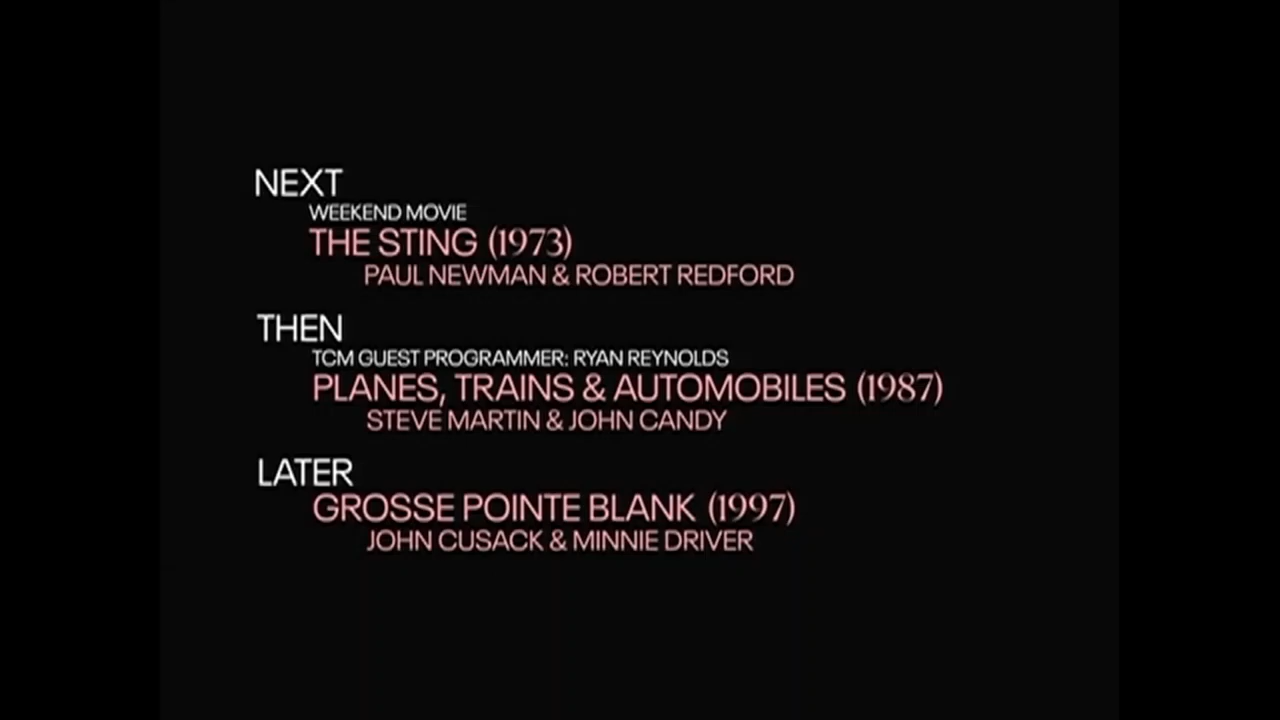 NEXT
WEEKEND MOVIE
THE STING (1973)
PAUL NEWMAN & ROBERT REDFORD
THEN
TCM GUEST PROGRAMMER: RYAN REYNOLDS
PLANES, TRAINS & AUTOMOBILES (1987)
STEVE MARTIN & JOHN CANDY
LATER
GROSSE POINTE BLANK (1997)
JOHN CUSACK & MINNIE DRIVER